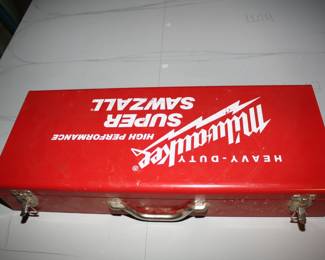 HEAVY-DUTY
Milwaukee®
HIGH PERFORMANCE
SUPER
SAWZALL